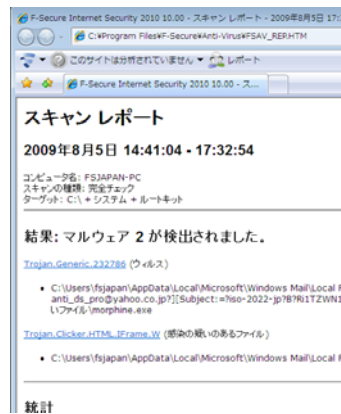 F-Secure Internet Security 2010 10.00 - スキャン レポート - 2009年8月5日 17:
C:¥Program Files¥F-Secure¥Anti-Virus¥FSAV_RER.HTM
このサイトは分析されていません レポート
F-Secure Internet Security 2010 10.00 - ス...
スキャン レポート
2009年8月5日 14:41:04 - 17:32:54
コンピュータ名: FSJAPAN-PC
スキャンの種類: 完全チェック
ターゲット: C:\ + システム + ルートキット
結果: マルウェア 2 が検出されました。
Trojan.Generic.232786 (ウィルス)
C:\Users\fsjapan\AppData\Local\Microsoft\Windows Mail\Local F
anti_ds_pro@yahoo.co.jp?][Subject:=?iso-2022-jp?B?Ri1TZWN1
いファイル\morphine.exe
Trojan.Clicker.HTML.IFrame.W (感染の疑いのあるファイル)
C:\Users\fsjapan\AppData\Local\Microsoft\Windows Mail\Local F
統計